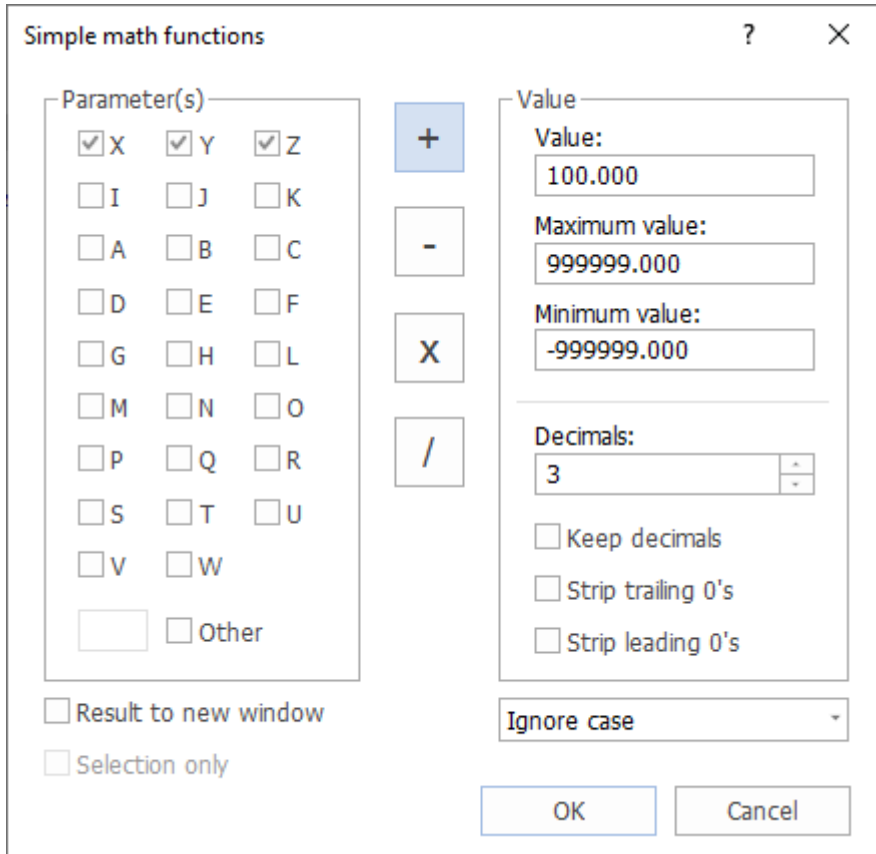 Simple math functions ?
Parameter(s)
X Y Z
I J K
A B C
D E F
G H L
M N O
P Q R
S T U
V W
Other
Result to new window
Selection only
+
-
x
/
Value
Value:
100.000
Maximum value:
999999.000
Minimum value:
-999999.000
Decimals:
3
Keep decimals
Strip trailing 0's
Strip leading 0's
Ignore case
OK Cancel